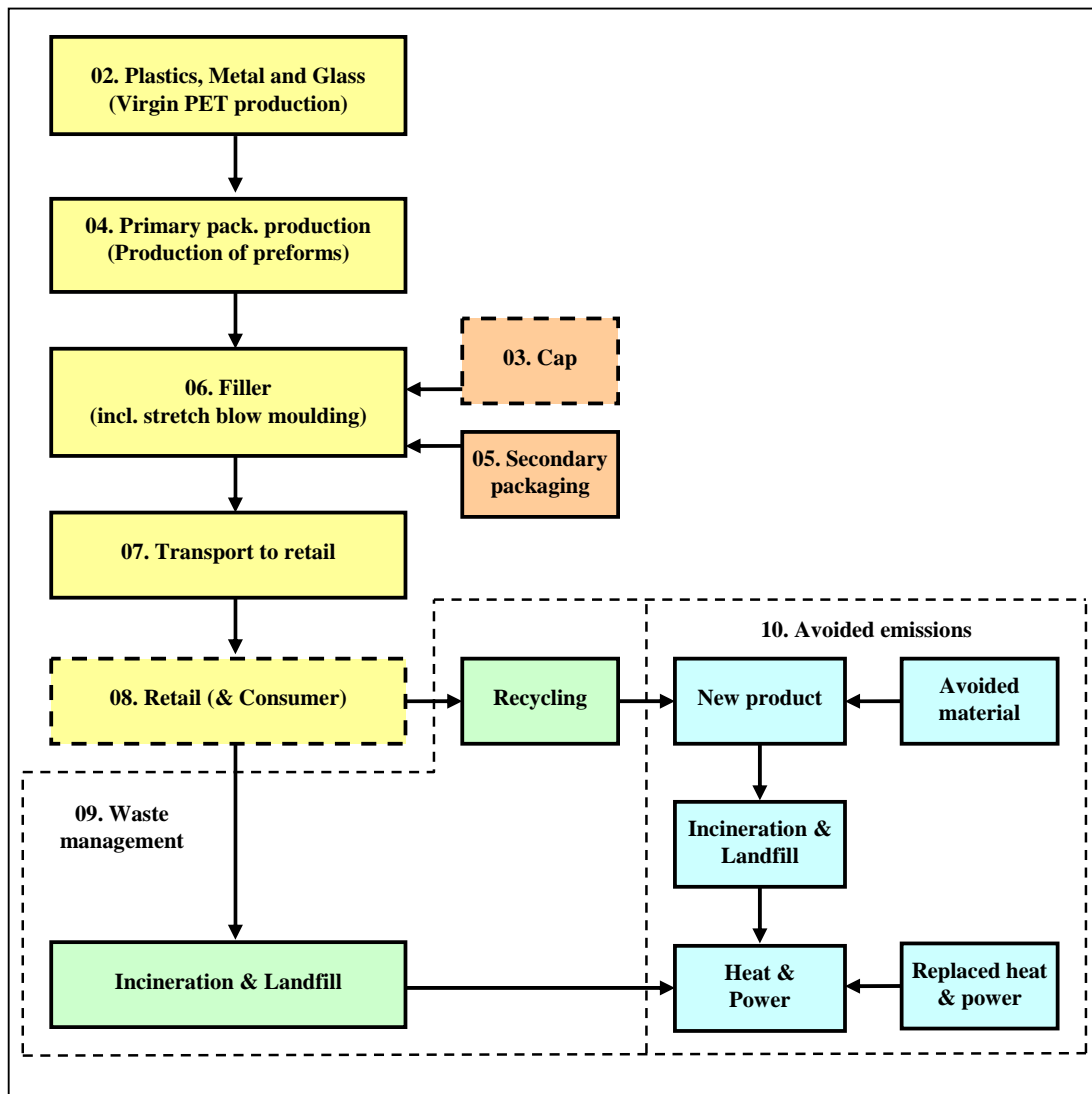 02. Plastics, Metal and Glass
(Virgin PET production)
04. Primary pack. production
(Production of preforms)
03. Cap
06. Filler
(incl. stretch blow moulding)
05. Secondary
packaging
07. Transport to retail
10. Avoided emissions
08. Retail (& Consumer)
Recycling
New product
Avoided
material
09. Waste
management
Incineration &
Landfill
Incineration & Landfill
Heat &
Power
Replaced heat
& power